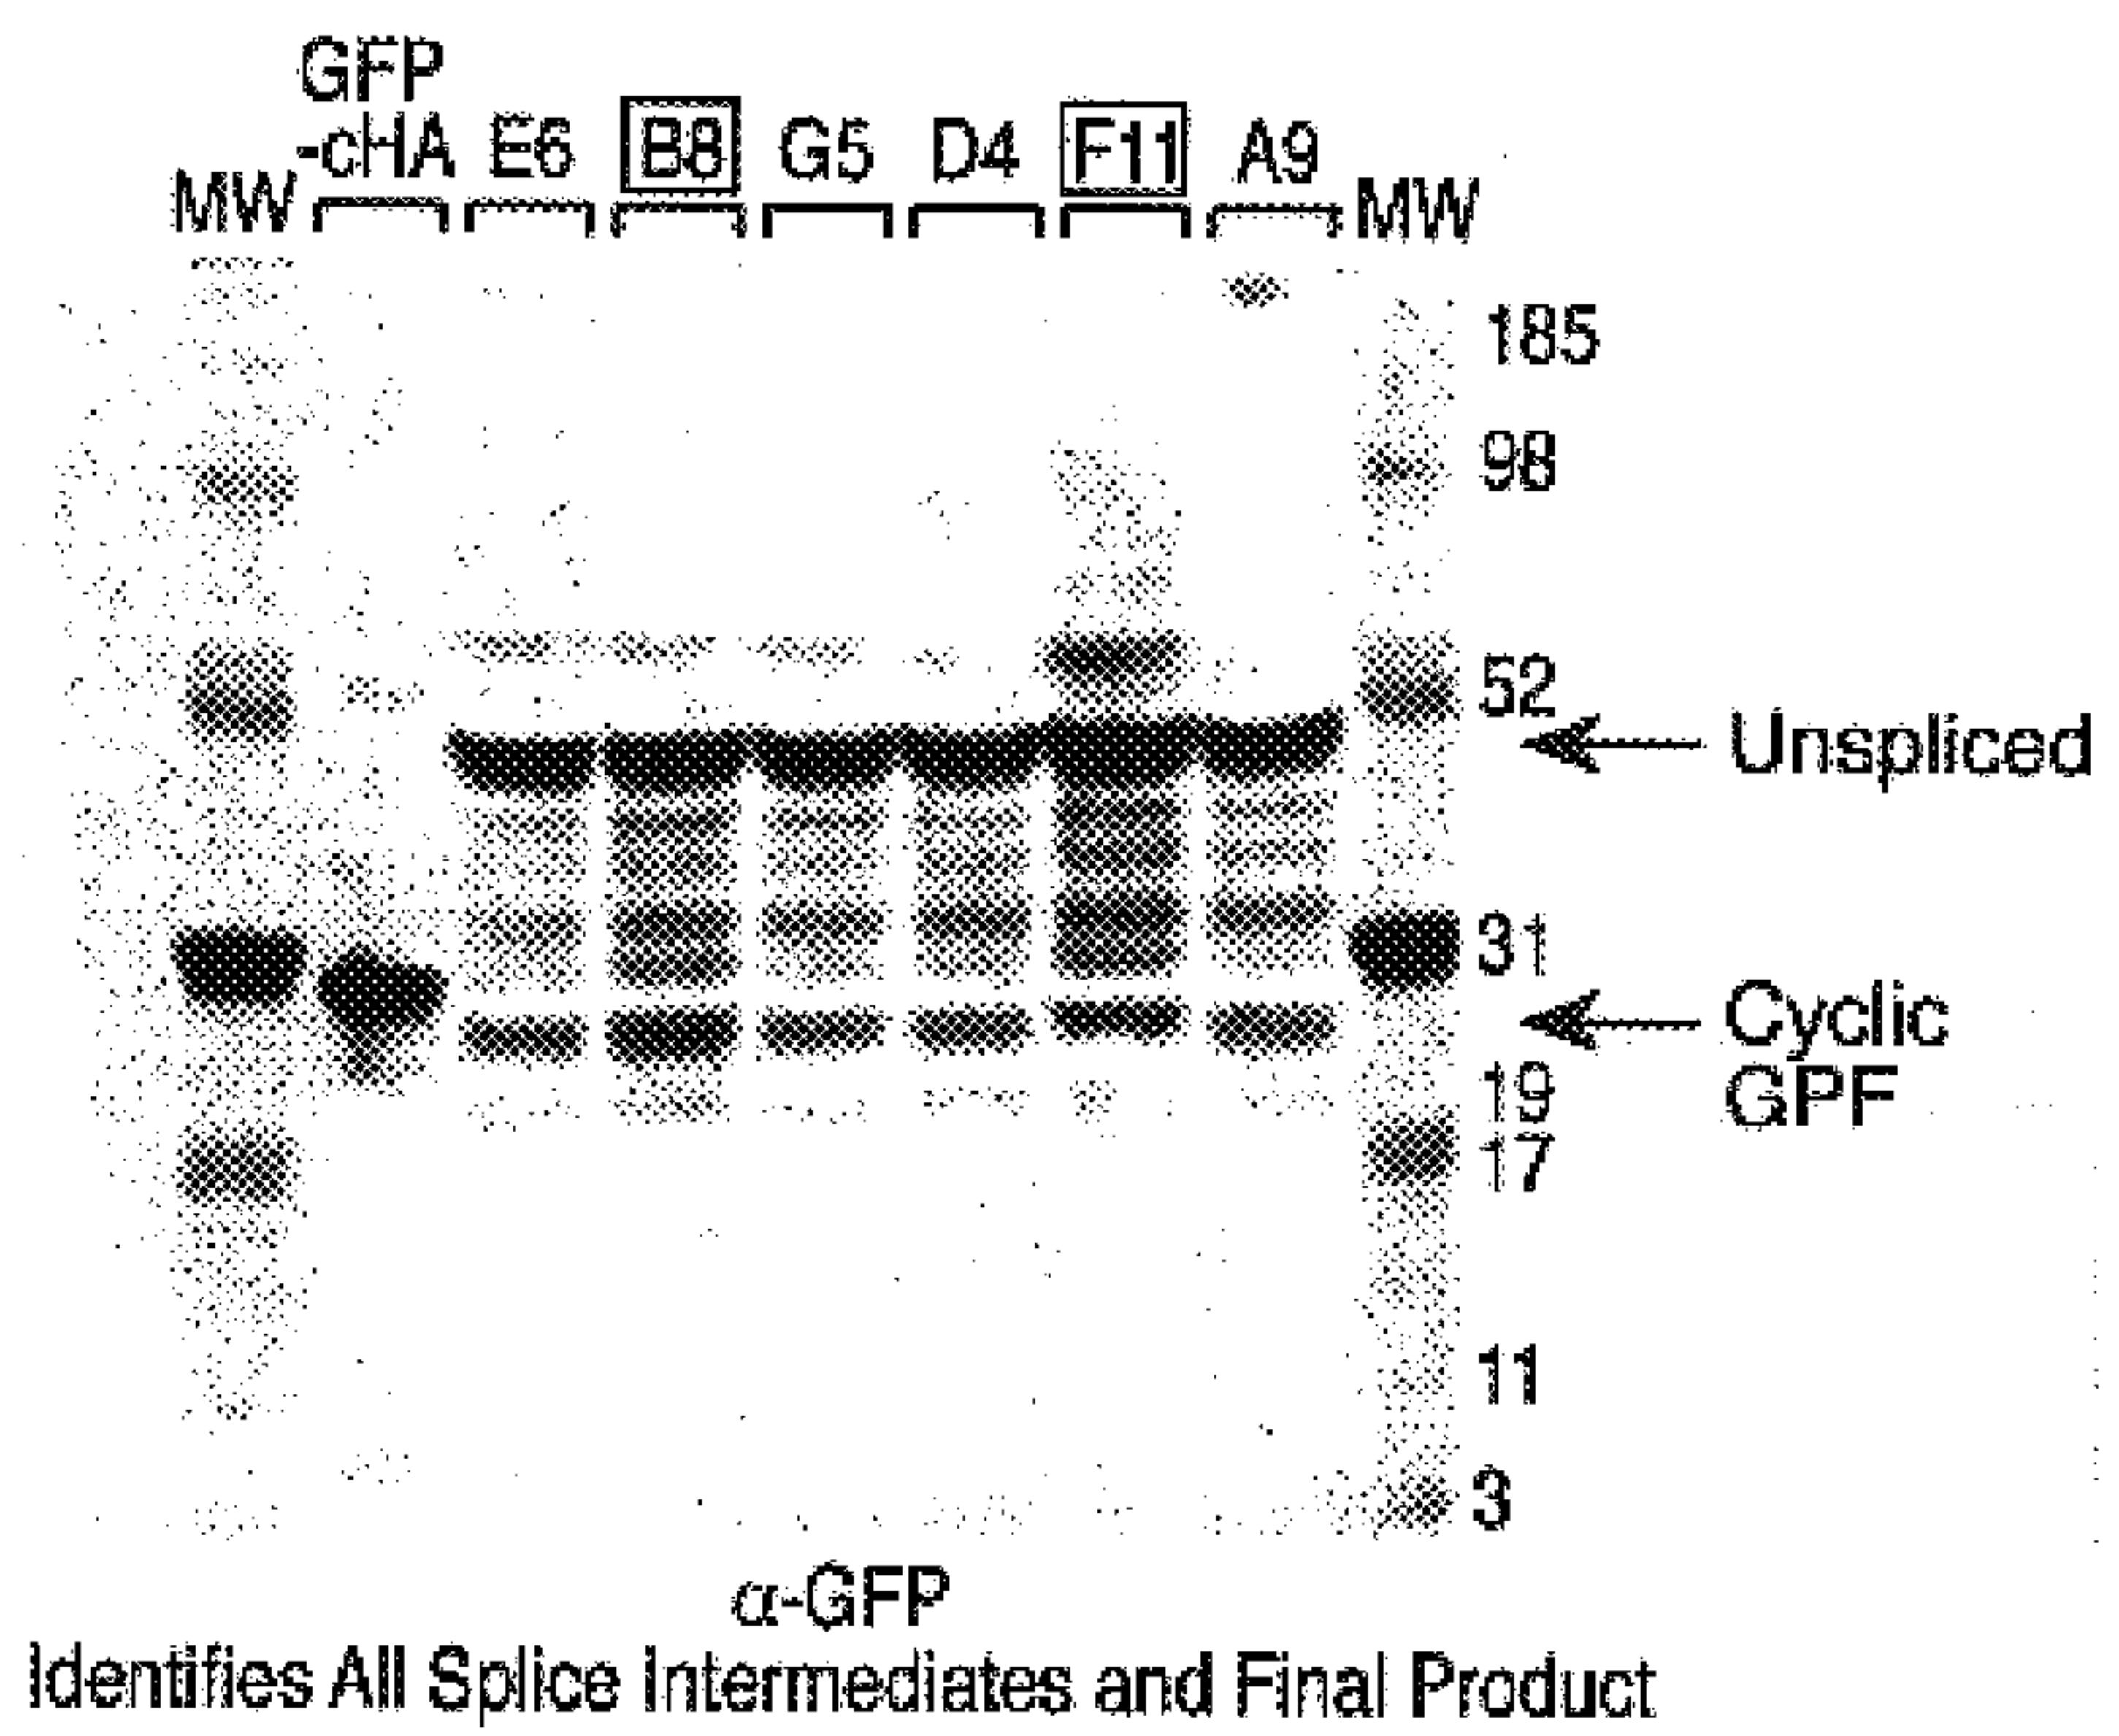 GFP
-cHA E6 B8 G5 D4 F11 A9
MW MW
185
98
52
Unspliced
31
Cyclic
GPF
19
17
11
3
α-GFP
Identifies All Splice Intermediates and Final Product